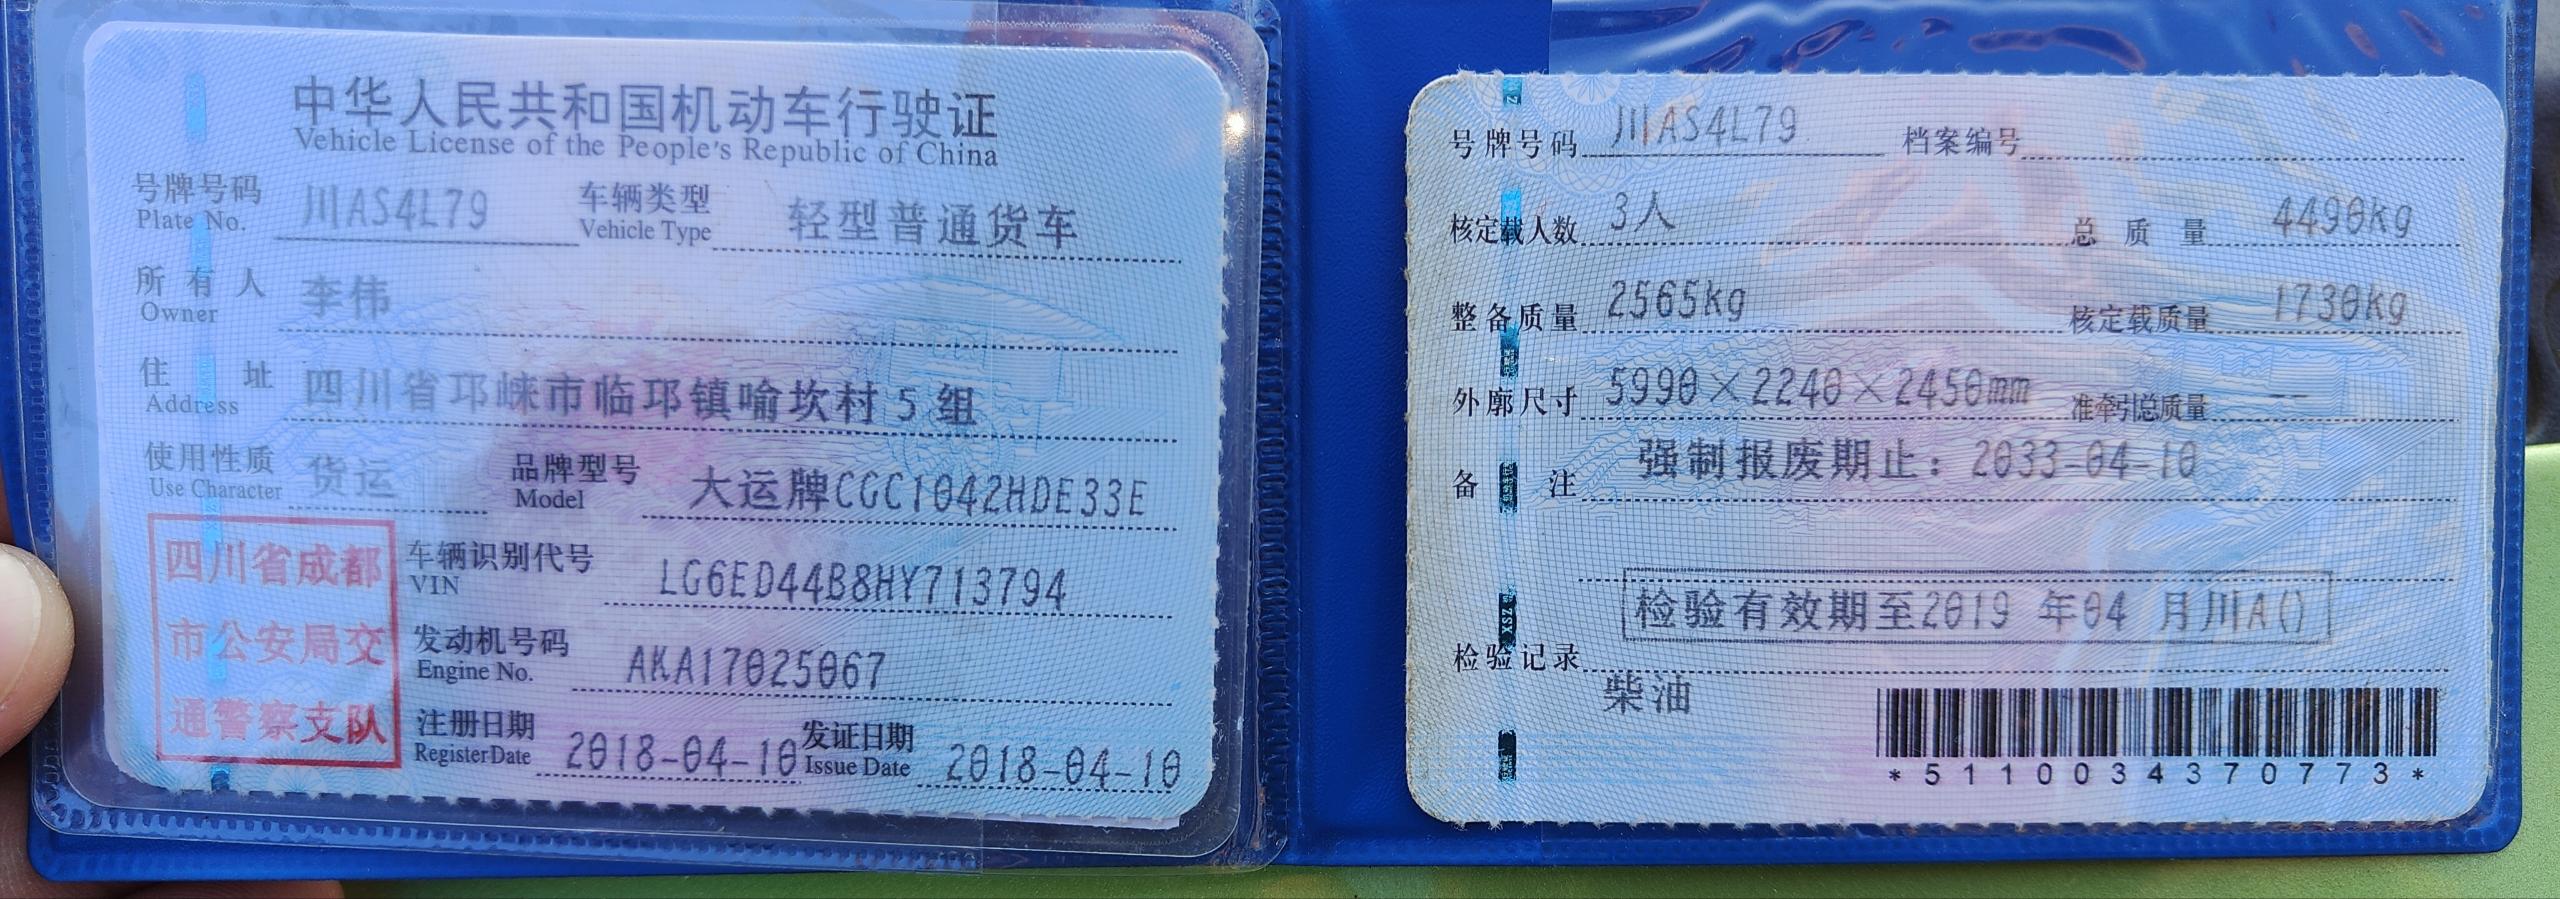 中华人民共和国机动车行驶证
Vehicle License of the People's Republic of China
号牌号码 川AS4L79 车辆类型 轻型普通货车
Plate No. Vehicle Type
所有人 李伟
Owner
住址 四川省邛崃市临邛镇喻坎村5组
Address
使用性质 货运 品牌型号 大运牌CGC1042HDE33E
Use Character Model
四川省成都
市公安局交
通警察支队
车辆识别代号 LG6ED44B8HY713794
VIN
发动机号码 AKA17025067
Engine No.
注册日期 2018-04-10 发证日期 2018-04-10
Register Date Issue Date
号牌号码 川AS4L79 档案编号
核定载人数 3人 总质量 4490kg
整备质量 2565kg 核定载质量 1730kg
外廓尺寸 5990×2240×2450mm 准牵引总质量 --
备注 强制报废期止：2033-04-10
检验有效期至2019 年04 月川A()
检验记录
柴油
*5110034370773*